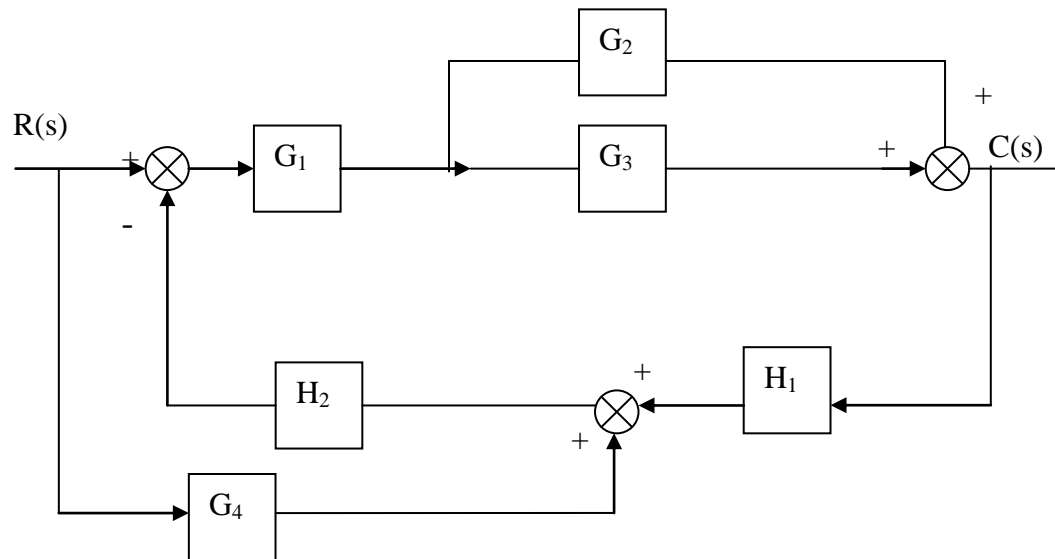 G₂
+
R(s)
+
G₁
G₃
+
C(s)
-
H₂
+
H₁
+
G₄